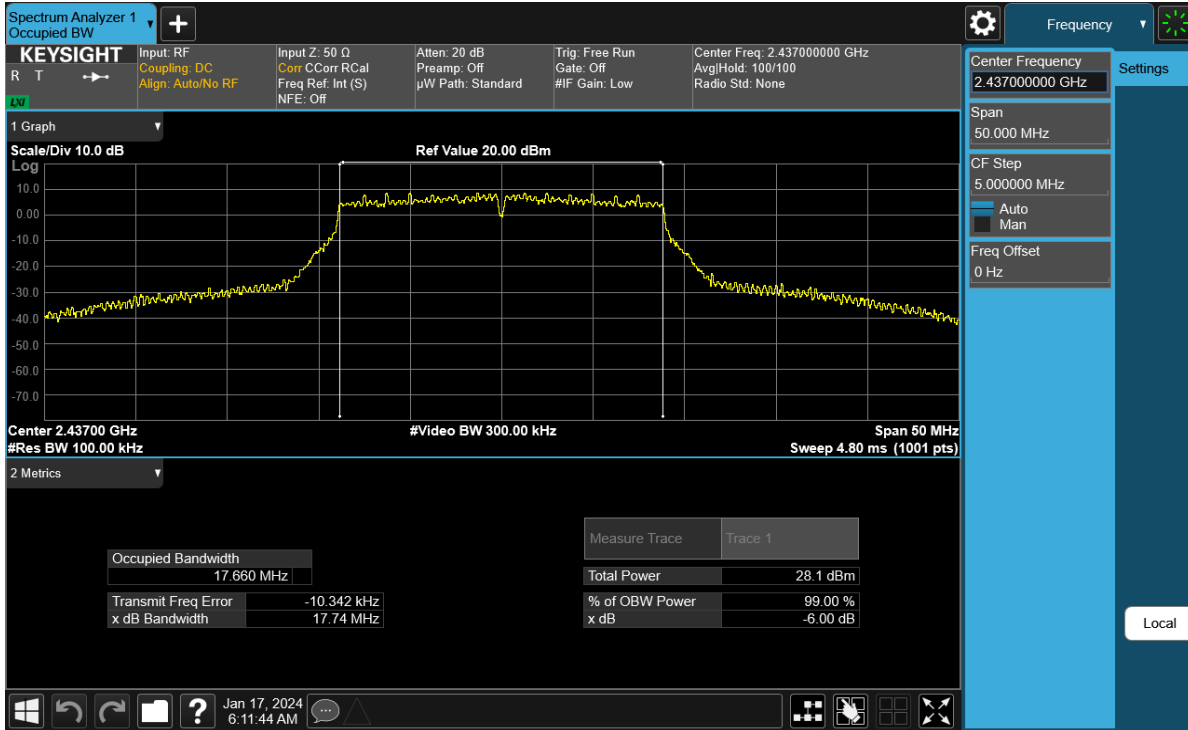 Spectrum Analyzer 1
Occupied BW
Frequency
KEYSIGHT
R T
LXI
Input: RF
Coupling: DC
Align: Auto/No RF
Input Z: 50 Ω
Corr CCorr RCal
Freq Ref: Int (S)
NFE: Off
Atten: 20 dB
Preamp: Off
µW Path: Standard
Trig: Free Run
Gate: Off
#IF Gain: Low
Center Freq: 2.437000000 GHz
Avg|Hold: 100/100
Radio Std: None
Center Frequency
2.437000000 GHz
Settings
Span
50.000 MHz
CF Step
5.000000 MHz
Auto
Man
Freq Offset
0 Hz
Local
1 Graph
Scale/Div 10.0 dB
Ref Value 20.00 dBm
Log
10.0
0.00
-10.0
-20.0
-30.0
-40.0
-50.0
-60.0
-70.0
Center 2.43700 GHz
#Video BW 300.00 kHz
Span 50 MHz
#Res BW 100.00 kHz
Sweep 4.80 ms (1001 pts)
2 Metrics
Measure Trace Trace 1
Occupied Bandwidth
17.660 MHz
Total Power 28.1 dBm
Transmit Freq Error -10.342 kHz
% of OBW Power 99.00 %
x dB Bandwidth 17.74 MHz
x dB -6.00 dB
?
Jan 17, 2024
6:11:44 AM